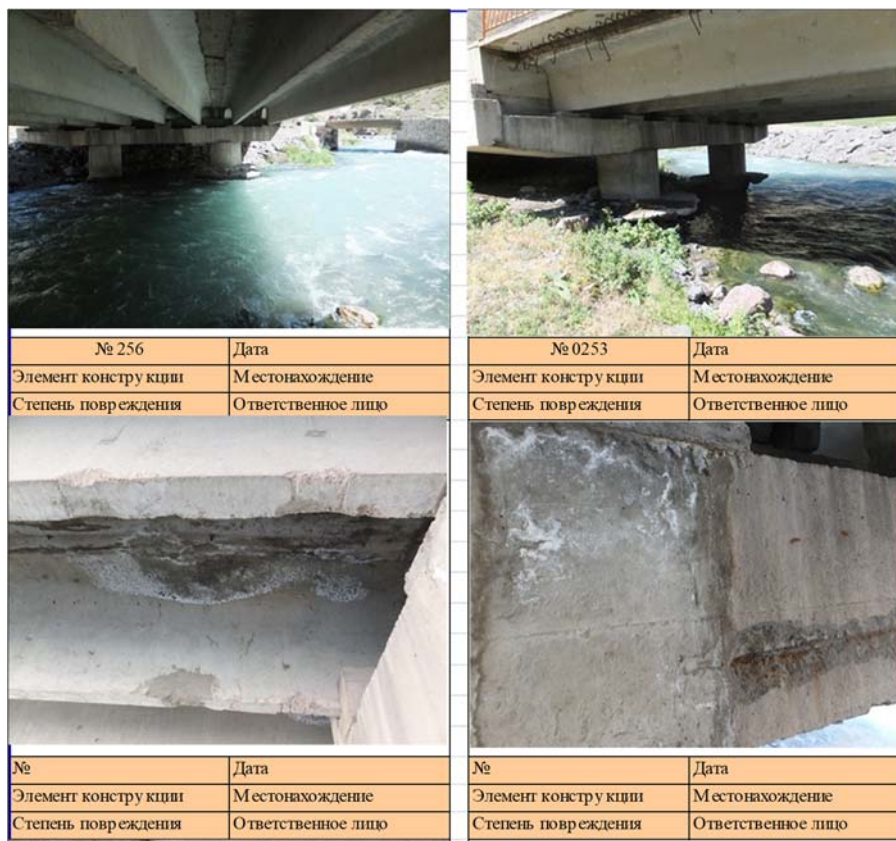 № 256 Дата
Элемент конструкции Местонахождение
Степень повреждения Ответственное лицо
№ 0253 Дата
Элемент конструкции Местонахождение
Степень повреждения Ответственное лицо
№ Дата
Элемент конструкции Местонахождение
Степень повреждения Ответственное лицо
№ Дата
Элемент конструкции Местонахождение
Степень повреждения Ответственное лицо